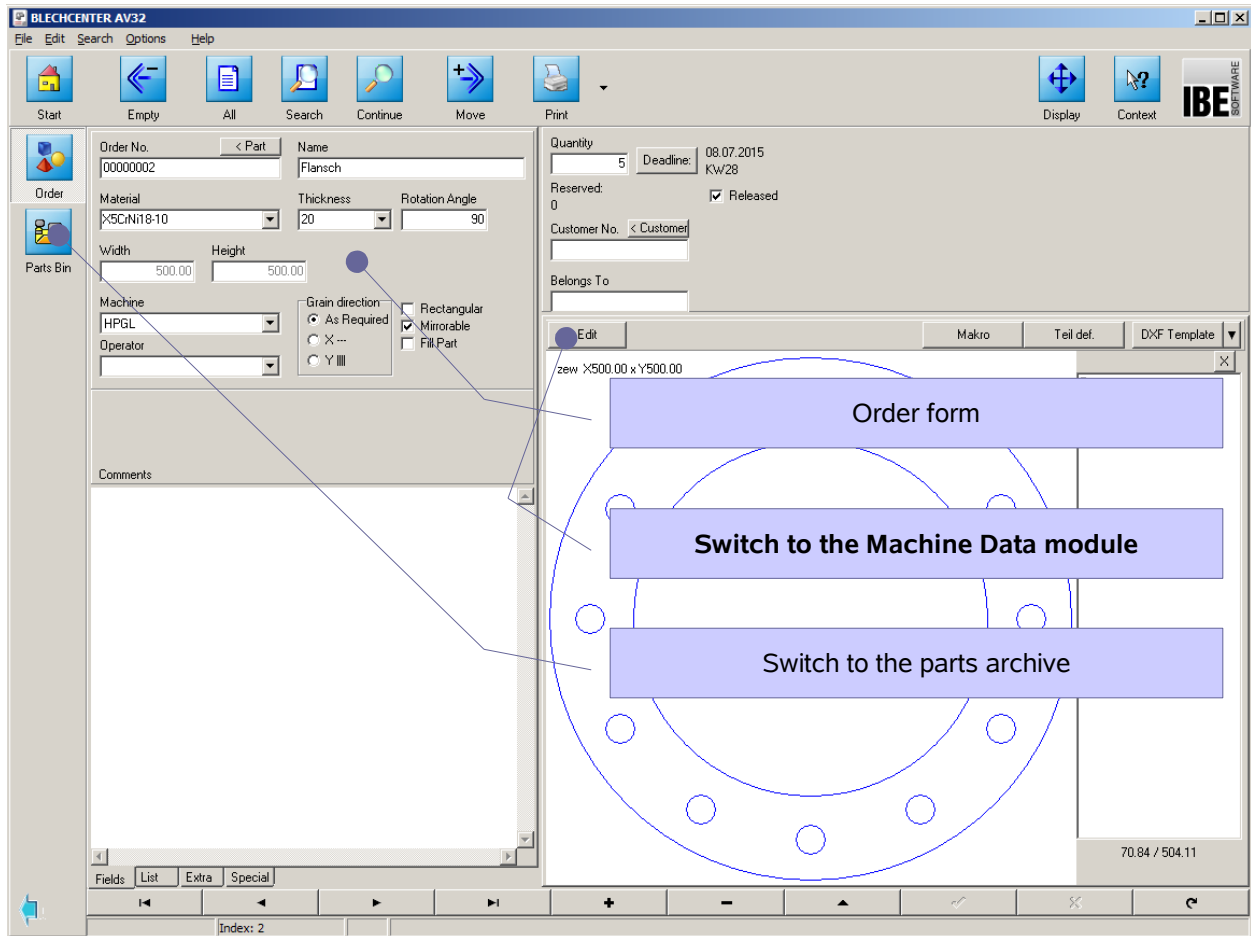 BLECHCENTER AV32
File Edit Search Options Help
Start Empty All Search Continue Move Print Display Context IBE SOFTWARE
Order
Parts Bin
Order No. < Part Name
00000002 Flansch
Material Thickness Rotation Angle
X5CrNi18-10 20 90
Width Height
500.00 500.00
Machine Grain direction
HPGL As Required Rectangular
Operator X --- Mirrorable
Y IIII Fill Part
Comments
Quantity
5 Deadline: 08.07.2015
KW28
Reserved:
0 Released
Customer No. < Customer
Belongs To
Edit Makro Teil def. DXF Template
zew X500.00 x Y500.00 X
Order form
Switch to the Machine Data module
Switch to the parts archive
70.84 / 504.11
Fields List Extra Special
Index: 2